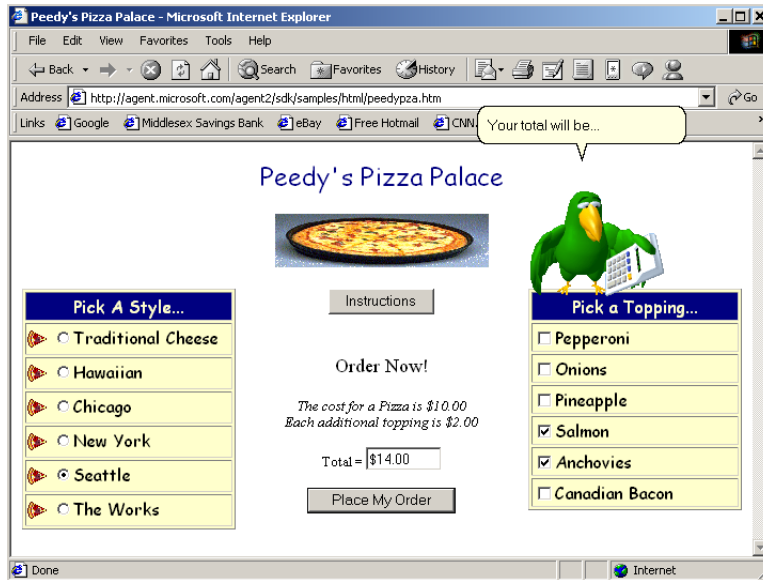 Peedy's Pizza Palace - Microsoft Internet Explorer
File Edit View Favorites Tools Help
Back Search Favorites History
Address http://agent.microsoft.com/agent2/sdk/samples/html/peedypza.htm Go
Links Google Middlesex Savings Bank eBay Free Hotmail CNN.
Your total will be...
Peedy's Pizza Palace
Pick A Style...
Traditional Cheese
Hawaiian
Chicago
New York
Seattle
The Works
Instructions
Order Now!
The cost for a Pizza is $10.00
Each additional topping is $2.00
Total = $14.00
Place My Order
Pick a Topping...
Pepperoni
Onions
Pineapple
Salmon
Anchovies
Canadian Bacon
Done Internet